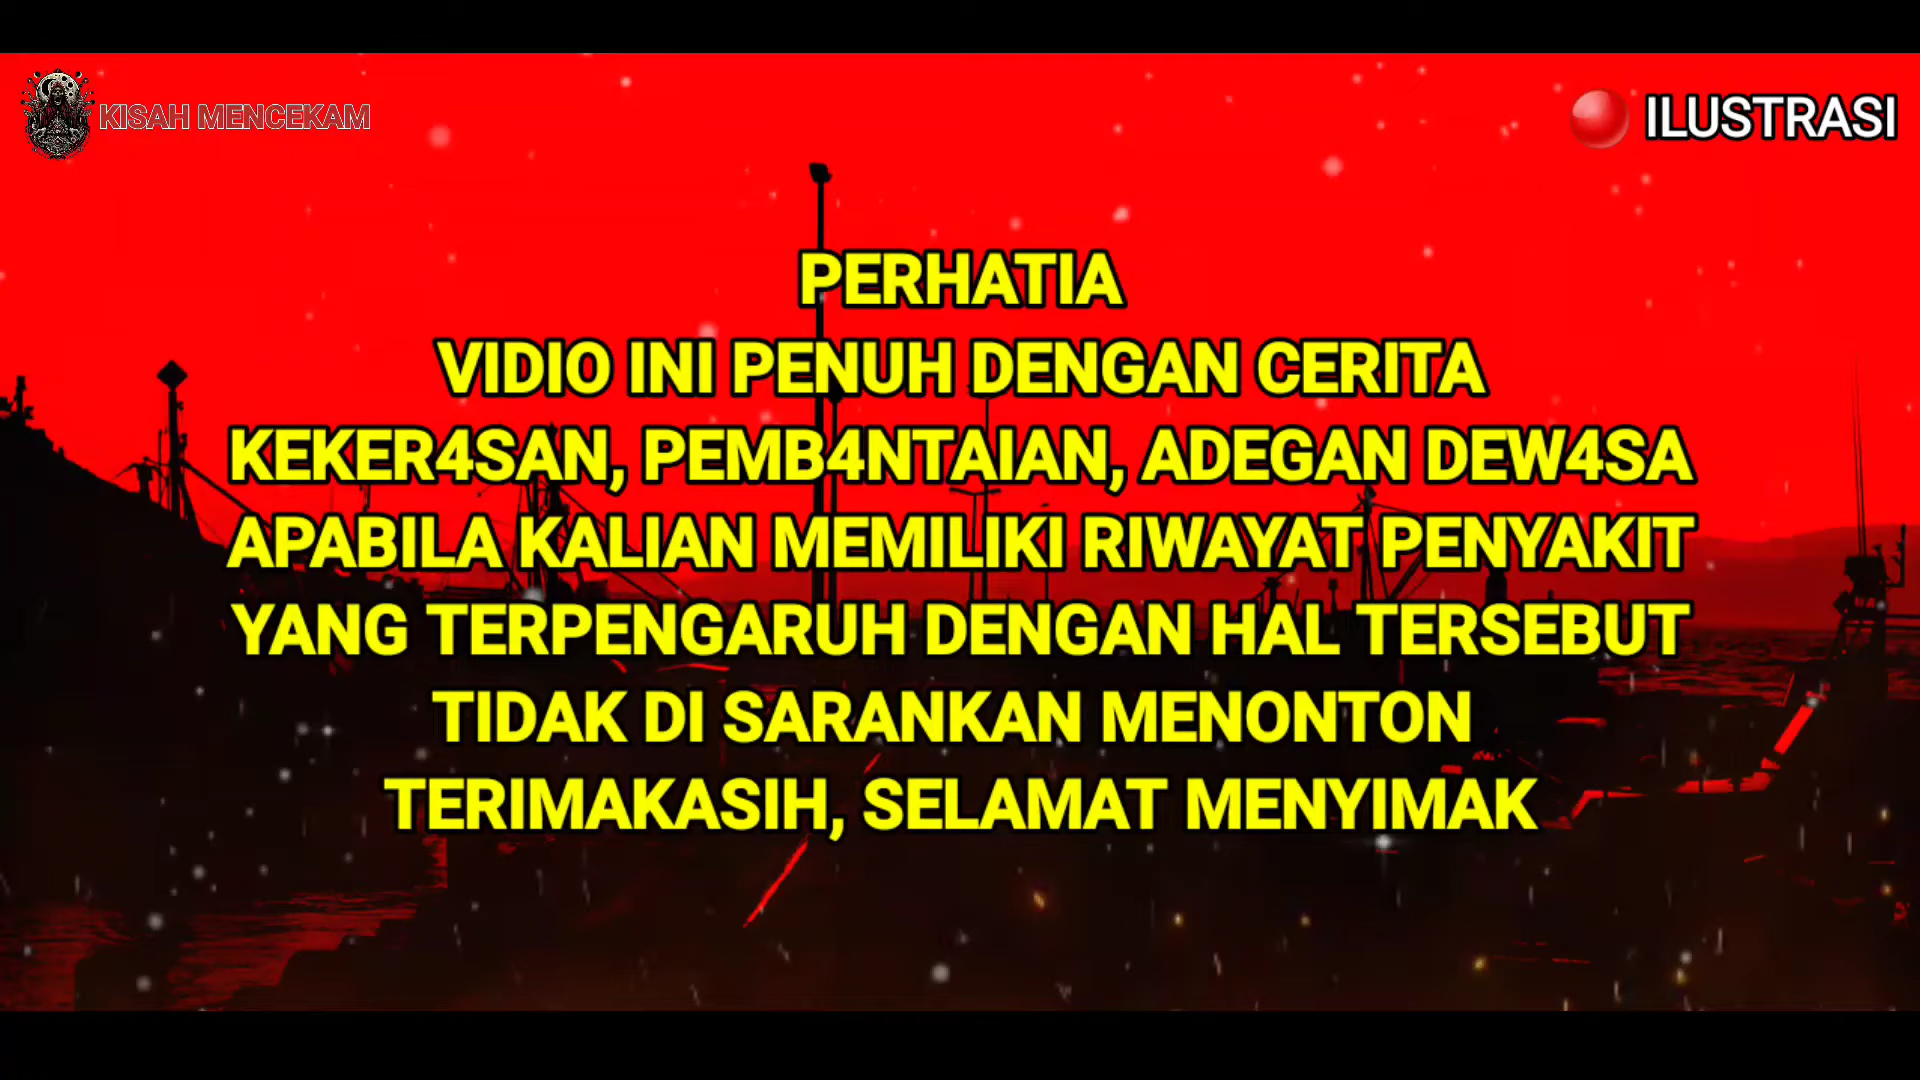 KISAH MENCEKAM
ILUSTRASI
PERHATIA
VIDIO INI PENUH DENGAN CERITA
KEKER4SAN, PEMB4NTAIAN, ADEGAN DEW4SA
APABILA KALIAN MEMILIKI RIWAYAT PENYAKIT
YANG TERPENGARUH DENGAN HAL TERSEBUT
TIDAK DI SARANKAN MENONTON
TERIMAKASIH, SELAMAT MENYIMAK